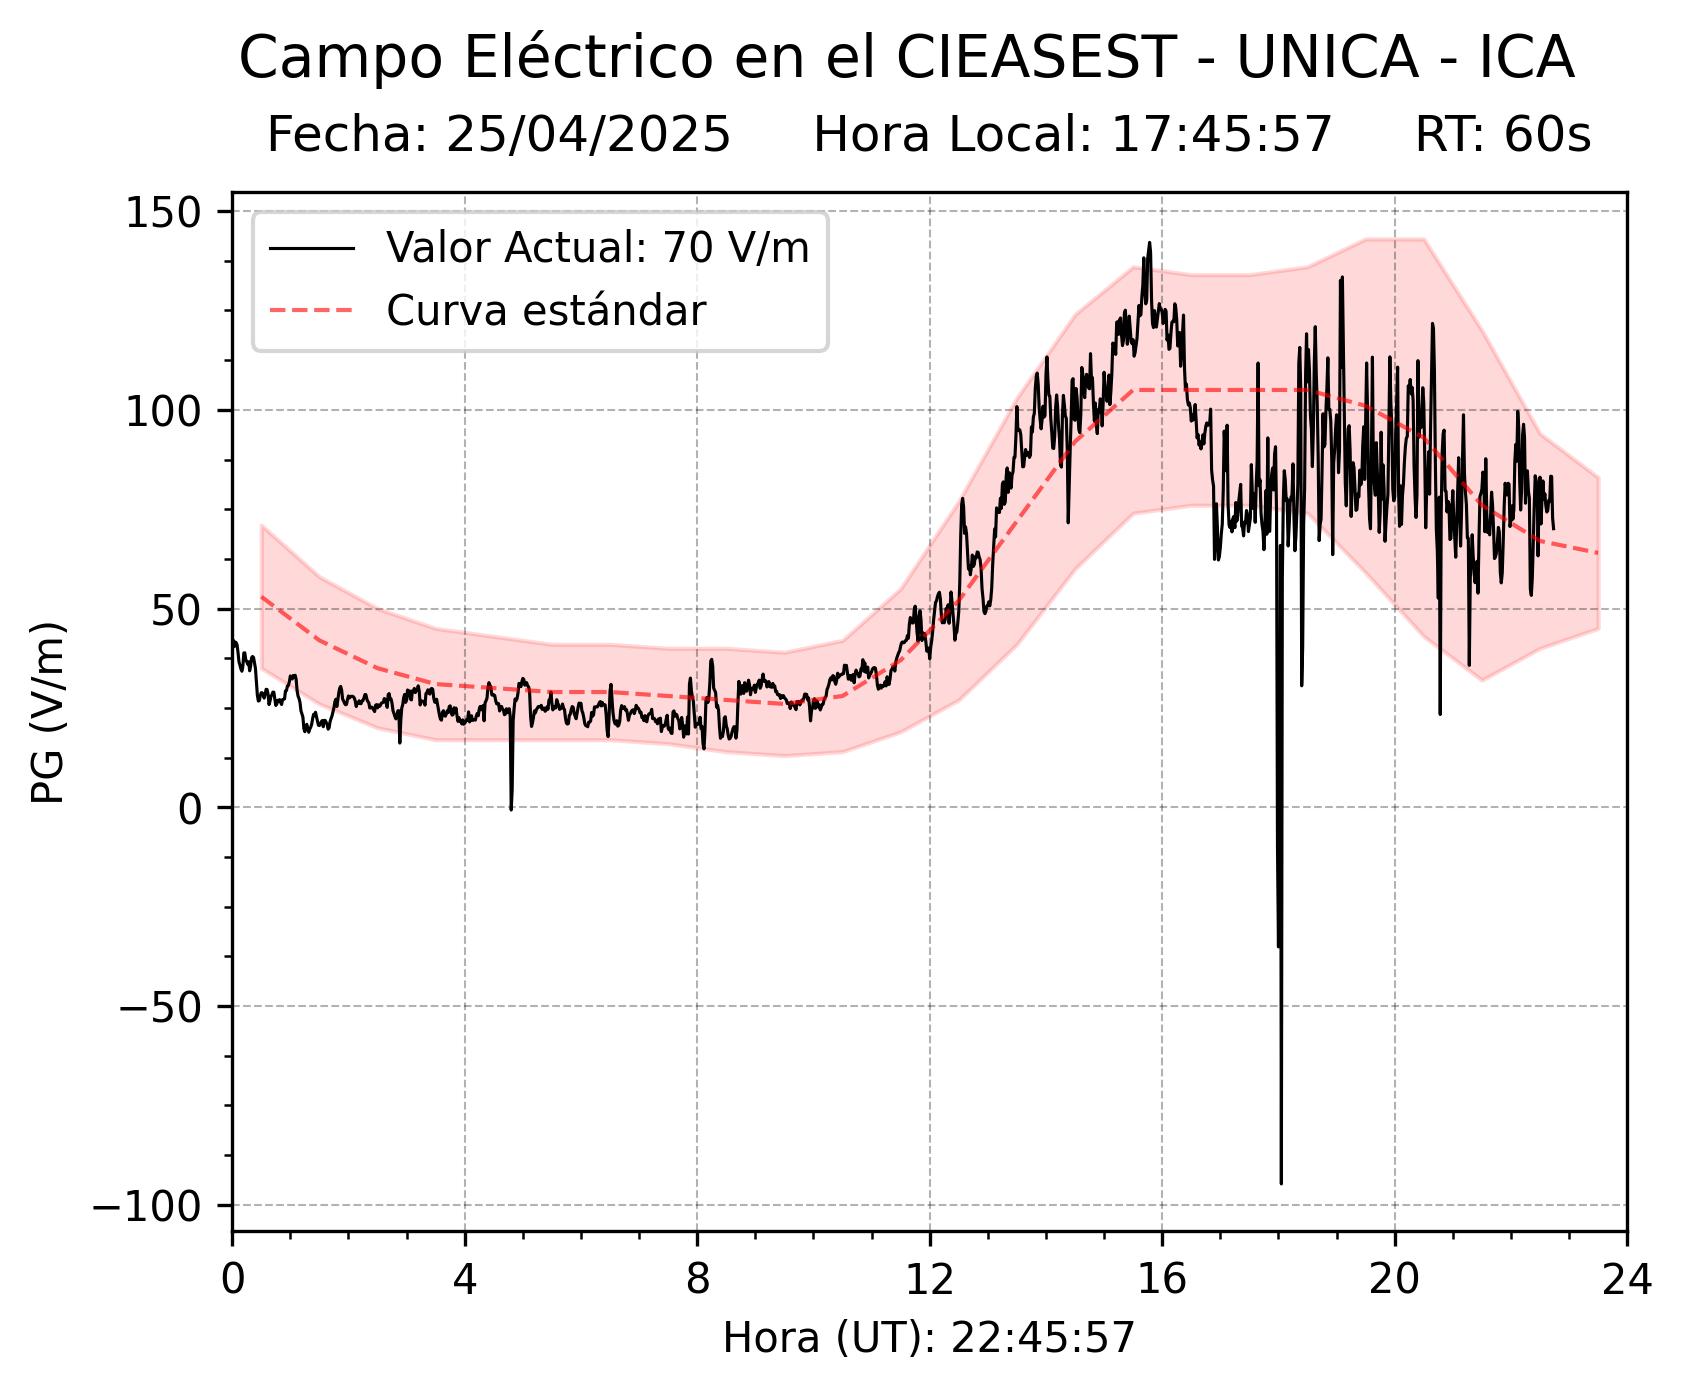 Campo Eléctrico en el CIEASEST - UNICA - ICA
Fecha: 25/04/2025 Hora Local: 17:45:57 RT: 60s
Valor Actual: 70 V/m
Curva estándar
PG (V/m)
150
100
50
0
−50
−100
0 4 8 12 16 20 24
Hora (UT): 22:45:57